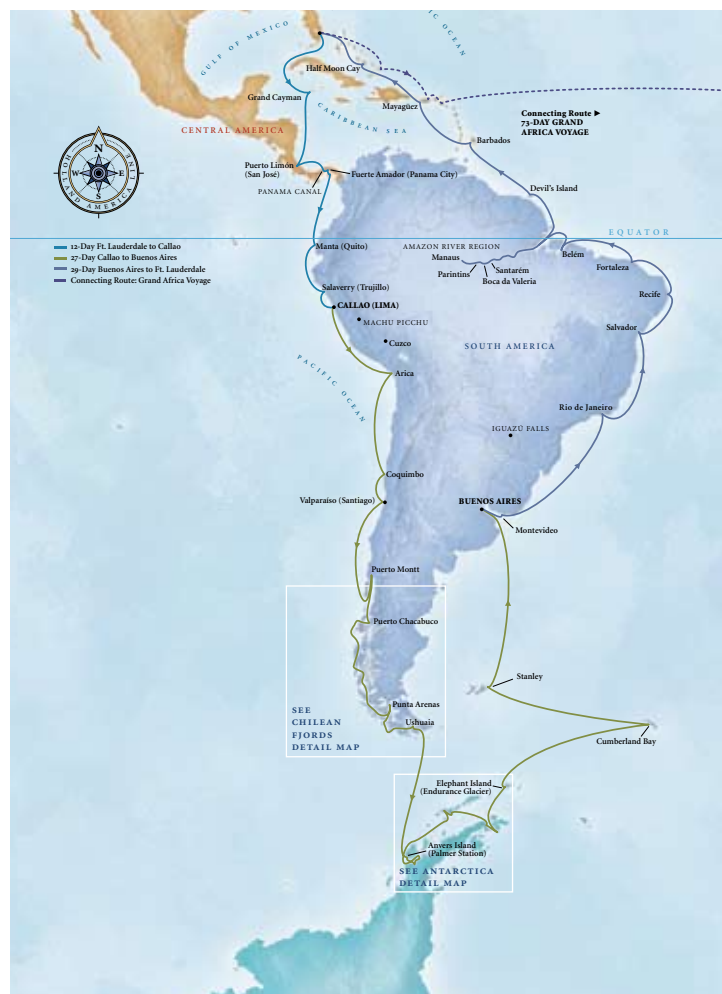 IC OCEAN
GULF OF MEXICO
Half Moon Cay
Grand Cayman
Mayagüez
CARIBBEAN SEA
Connecting Route ▶
73-DAY GRAND
AFRICA VOYAGE
CENTRAL AMERICA
Barbados
N
W
E
S
HOLLAND AMERICA LINE
Puerto Limón
(San José)
Fuerte Amador (Panama City)
PANAMA CANAL
Devil's Island
EQUATOR
12-Day Ft. Lauderdale to Callao
27-Day Callao to Buenos Aires
29-Day Buenos Aires to Ft. Lauderdale
Connecting Route: Grand Africa Voyage
Manta (Quito)
AMAZON RIVER REGION
Manaus
Belém
Parintins
Santarém
Boca da Valeria
Fortaleza
Salaverry (Trujillo)
Recife
CALLAO (LIMA)
MACHU PICCHU
Salvador
Cuzco
SOUTH AMERICA
PACIFIC OCEAN
Arica
Rio de Janeiro
IGUAZÚ FALLS
Coquimbo
Valparaíso (Santiago)
BUENOS AIRES
Montevideo
Puerto Montt
Puerto Chacabuco
Stanley
SEE
CHILEAN
FJORDS
DETAIL MAP
Punta Arenas
Ushuaia
Cumberland Bay
Elephant Island
(Endurance Glacier)
Anvers Island
(Palmer Station)
SEE ANTARCTICA
DETAIL MAP